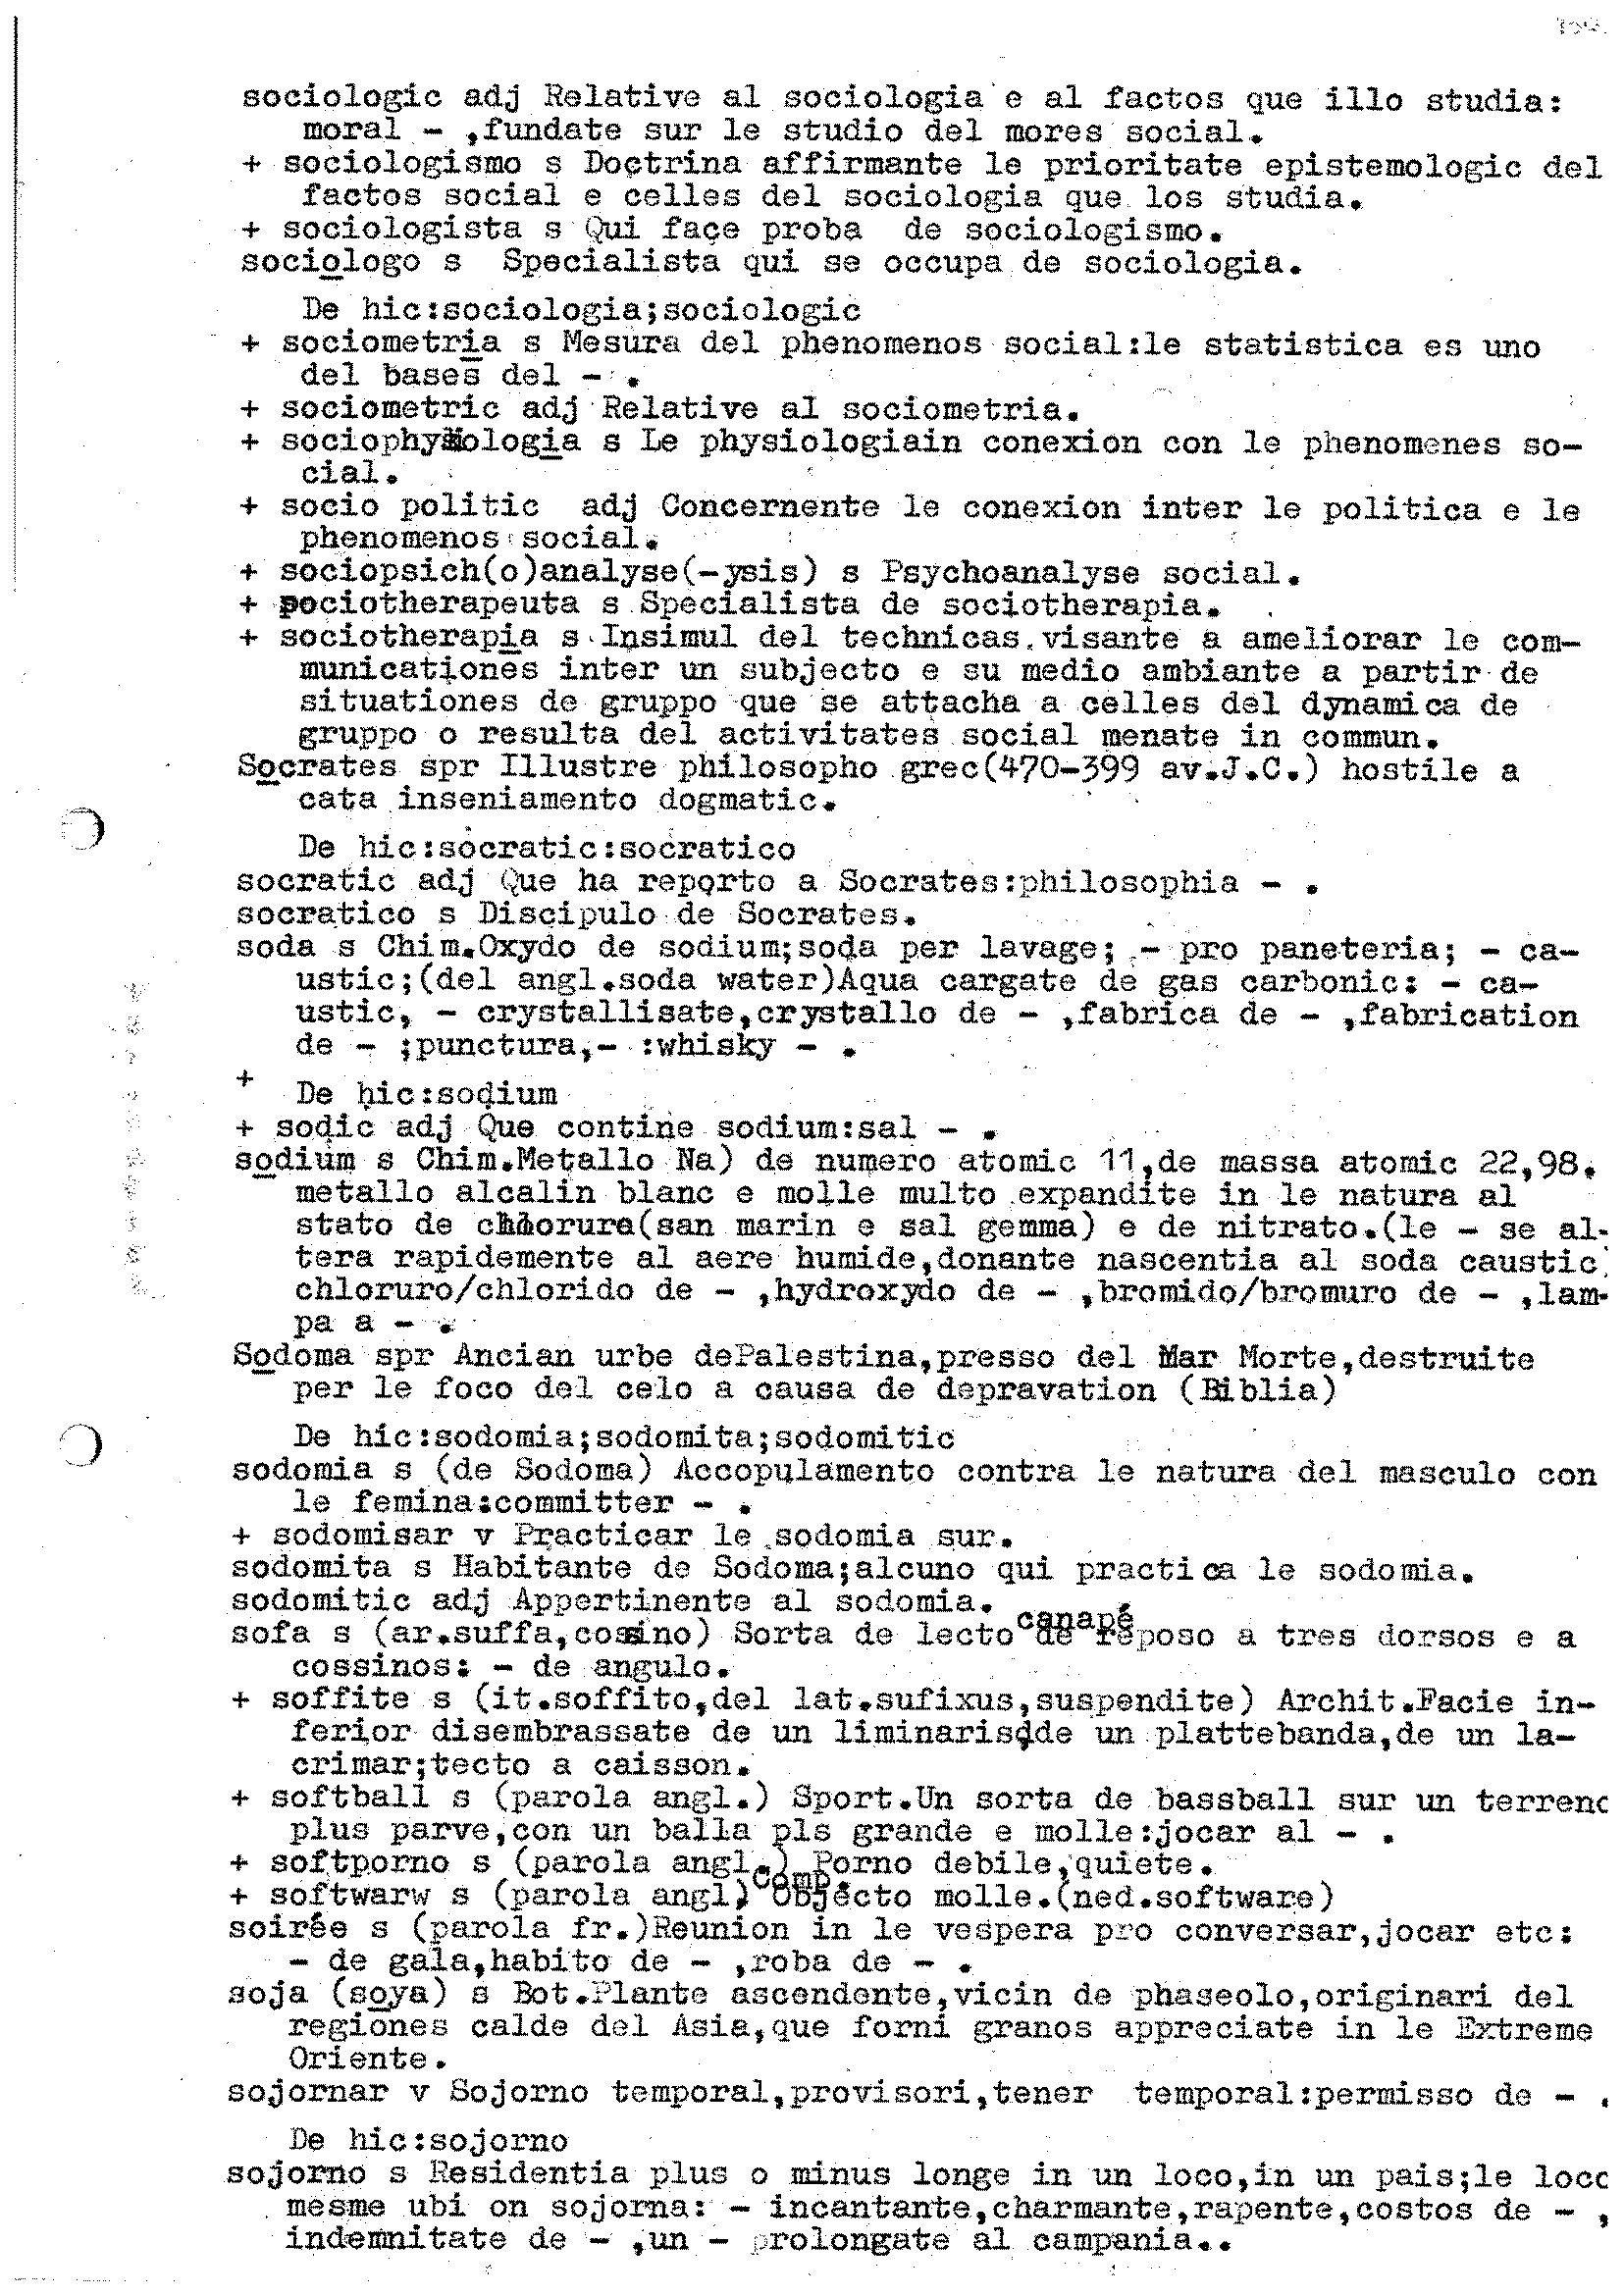 sociologic adj Relative al sociologia e al factos que illo studia:
moral - ,fundate sur le studio del mores social.
+ sociologismo s Doctrina affirmante le prioritate epistemologic del
factos social e celles del sociologia que los studia.
+ sociologista s Qui face proba de sociologismo.
sociologo s Specialista qui se occupa de sociologia.
De hic:sociologia;sociologic
+ sociometria s Mesura del phenomenos social:le statistica es uno
del bases del - .
+ sociometric adj Relative al sociometria.
+ sociophysiologia s Le physiologiain conexion con le phenomenes so-
cial.
+ socio politic adj Concernente le conexion inter le politica e le
phenomenos social.
+ sociopsich(o)analyse(-ysis) s Psychoanalyse social.
+ pociotherapeuta s Specialista de sociotherapia.
+ sociotherapia s Insimul del technicas visante a ameliorar le com-
municationes inter un subjecto e su medio ambiante a partir de
situationes de gruppo que se attacha a celles del dynamica de
gruppo o resulta del activitates social menate in commun.
Socrates spr Illustre philosopho grec(470-399 av.J.C.) hostile a
cata inseniamento dogmatic.
De hic:socratic:socratico
socratic adj Que ha reporto a Socrates:philosophia - .
socratico s Discipulo de Socrates.
soda s Chim.Oxydo de sodium;soda per lavage; - pro paneteria; - ca-
ustic;(del angl.soda water)Aqua cargate de gas carbonic: - ca-
ustic, - crystallisate,crystallo de - ,fabrica de - ,fabrication
de - ;punctura,- :whisky - .
+ De hic:sodium
+ sodic adj Que contine sodium:sal - .
sodium s Chim.Metallo Na) de numero atomic 11,de massa atomic 22,98.
metallo alcalin blanc e molle multo expandite in le natura al
stato de chlorure(san marin e sal gemma) e de nitrato.(le - se al-
tera rapidemente al aere humide,donante nascentia al soda caustic
chloruro/chlorido de - ,hydroxydo de - ,bromido/bromuro de - ,lam-
pa a - .
Sodoma spr Ancian urbe dePalestina,presso del Mar Morte,destruite
per le foco del celo a causa de depravation (Biblia)
De hic:sodomia;sodomita;sodomitic
sodomia s (de Sodoma) Accopulamento contra le natura del masculo con
le femina:committer - .
+ sodomisar v Practicar le sodomia sur.
sodomita s Habitante de Sodoma;alcuno qui practica le sodomia.
sodomitic adj Appertinente al sodomia.
sofa s (ar.suffa,cossino) Sorta de lecto canapé de reposo a tres dorsos e a
cossinos: - de angulo.
+ soffite s (it.soffito,del lat.sufixus,suspendite) Archit.Facie in-
ferior disembrassate de un liminaris,de un plattebanda,de un la-
crimar;tecto a caisson.
+ softball s (parola angl.) Sport.Un sorta de bassball sur un terreno
plus parve,con un balla pls grande e molle:jocar al - .
+ softporno s (parola angl.) Porno debile,quiete.
+ softwarw s (parola angl) Comp. Objecto molle.(ned.software)
soirée s (parola fr.)Reunion in le vespera pro conversar,jocar etc:
- de gala,habito de - ,roba de - .
soja (soya) s Bot.Plante ascendente,vicin de phaseolo,originari del
regiones calde del Asia,que forni granos appreciate in le Extreme
Oriente.
sojornar v Sojorno temporal,provisori,tener temporal:permisso de - .
De hic:sojorno
sojorno s Residentia plus o minus longe in un loco,in un pais;le loco
mesme ubi on sojorna: - incantante,charmante,rapente,costos de - ,
indemnitate de - ,un - prolongate al campania..